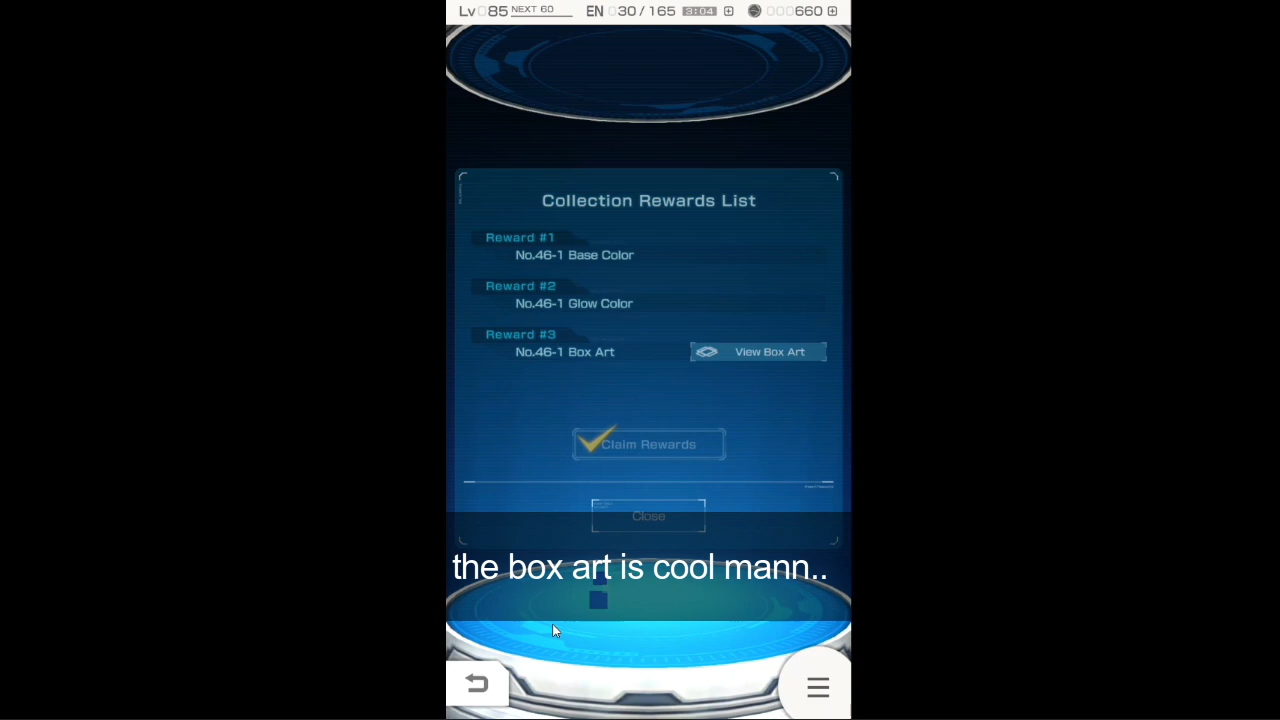 Lv 085 NEXT 60 EN 030/165 3:04 000660
Collection Rewards List
Reward #1
No.46-1 Base Color
Reward #2
No.46-1 Glow Color
Reward #3
No.46-1 Box Art
View Box Art
Claim Rewards
Close
the box art is cool mann..